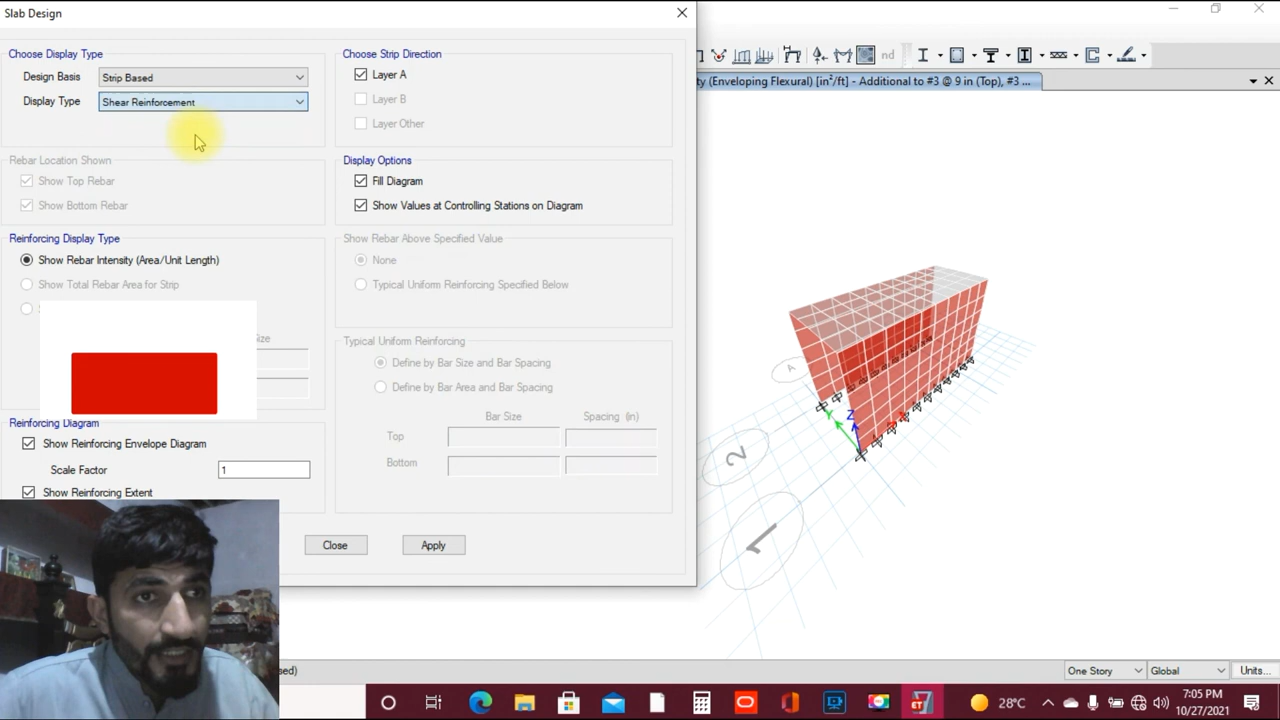 Slab Design
Choose Display Type
Design Basis
Strip Based
Display Type
Shear Reinforcement
Rebar Location Shown
Show Top Rebar
Show Bottom Rebar
Reinforcing Display Type
Show Rebar Intensity (Area/Unit Length)
Show Total Rebar Area for Strip
Reinforcing Diagram
Show Reinforcing Envelope Diagram
Scale Factor
1
Show Reinforcing Extent
Choose Strip Direction
Layer A
Layer B
Layer Other
Display Options
Fill Diagram
Show Values at Controlling Stations on Diagram
Show Rebar Above Specified Value
None
Typical Uniform Reinforcing Specified Below
Typical Uniform Reinforcing
Define by Bar Size and Bar Spacing
Define by Bar Area and Bar Spacing
Bar Size
Spacing (in)
Top
Bottom
Close
Apply
nd
(Enveloping Flexural) [in²/ft] - Additional to #3 @ 9 in (Top), #3 ...
A
2
1
Y
Z
X
One Story
Global
Units...
28°C
7:05 PM
10/27/2021